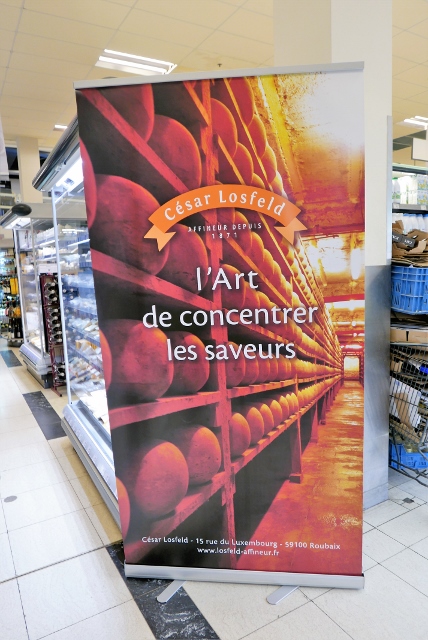 César Losfeld
AFFINEUR DEPUIS
1871
l'Art
de concentrer
les saveurs
César Losfeld - 15 rue du Luxembourg - 59100 Roubaix
www.losfeld-affineur.fr